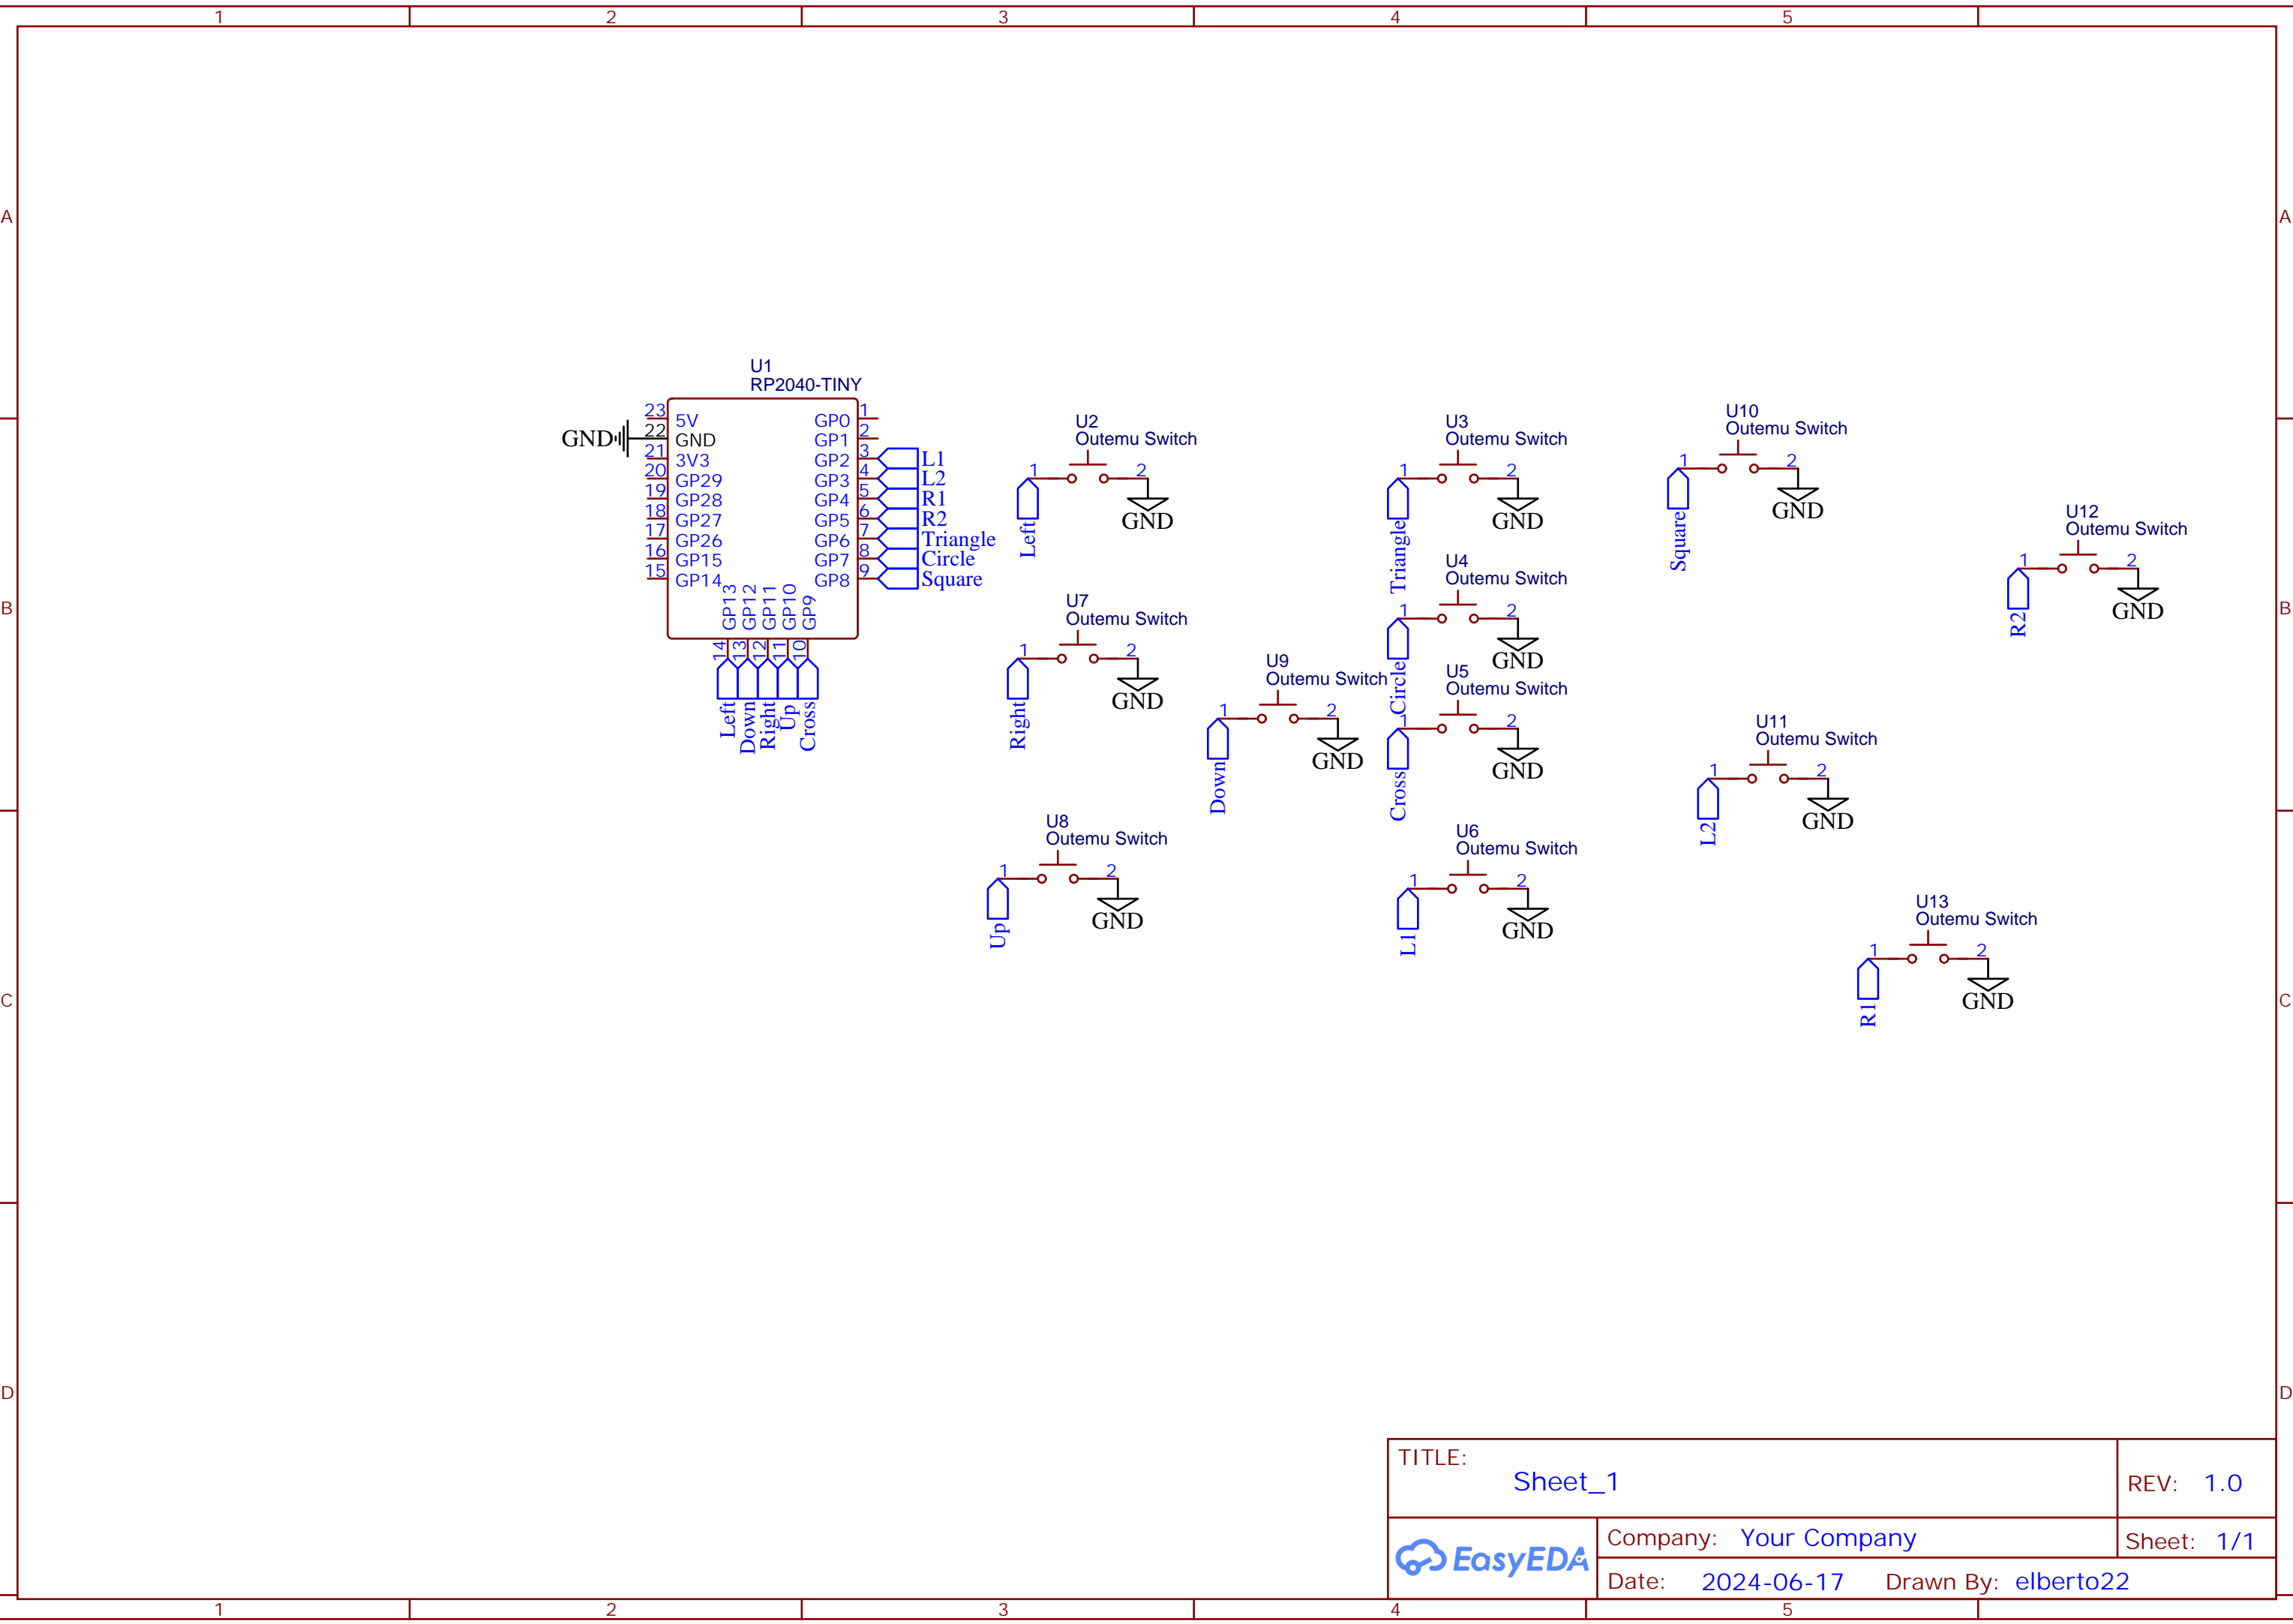 1 2 3 4 5
A A
B B
C C
D D
U1
RP2040-TINY
23 5V
22 GND
GND
21 3V3
20 GP29
19 GP28
18 GP27
17 GP26
16 GP15
15 GP14
GP0 1
GP1 2
GP2 3 L1
GP3 4 L2
GP4 5 R1
GP5 6 R2
GP6 7 Triangle
GP7 8 Circle
GP8 9 Square
GP13 14 Left
GP12 13 Down
GP11 12 Right
GP10 11 Up
GP9 10 Cross
U2
Outemu Switch
1 2
Left
GND
U3
Outemu Switch
1 2
Triangle
GND
U10
Outemu Switch
1 2
Square
GND
U12
Outemu Switch
1 2
R2
GND
U4
Outemu Switch
1 2
Circle
GND
U7
Outemu Switch
1 2
Right
GND
U9
Outemu Switch
1 2
Down
GND
U5
Outemu Switch
1 2
Cross
GND
U11
Outemu Switch
1 2
L2
GND
U8
Outemu Switch
1 2
Up
GND
U6
Outemu Switch
1 2
L1
GND
U13
Outemu Switch
1 2
R1
GND
TITLE:
Sheet_1
REV: 1.0
EasyEDA
Company: Your Company
Sheet: 1/1
Date: 2024-06-17 Drawn By: elberto22
1 2 3 4 5